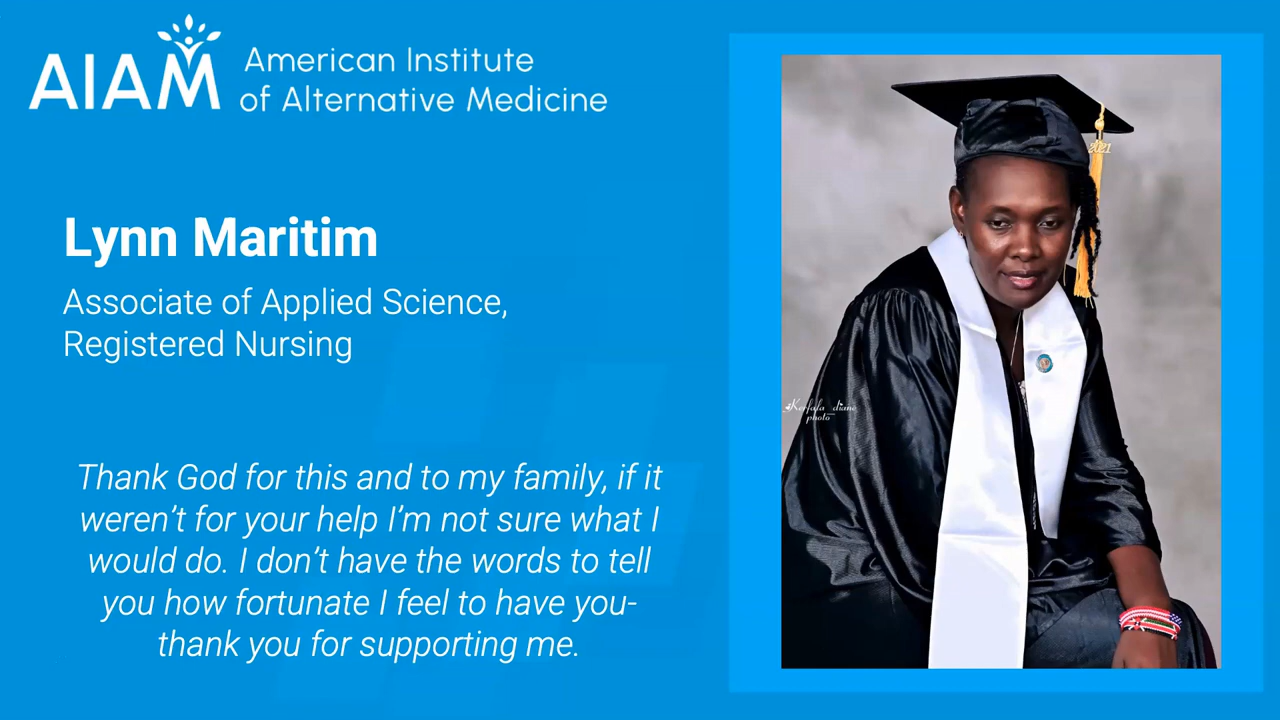 AIAM
American Institute
of Alternative Medicine
Lynn Maritim
Associate of Applied Science,
Registered Nursing
Thank God for this and to my family, if it
weren’t for your help I’m not sure what I
would do. I don’t have the words to tell
you how fortunate I feel to have you-
thank you for supporting me.
2021
Kerfala_diane
photo